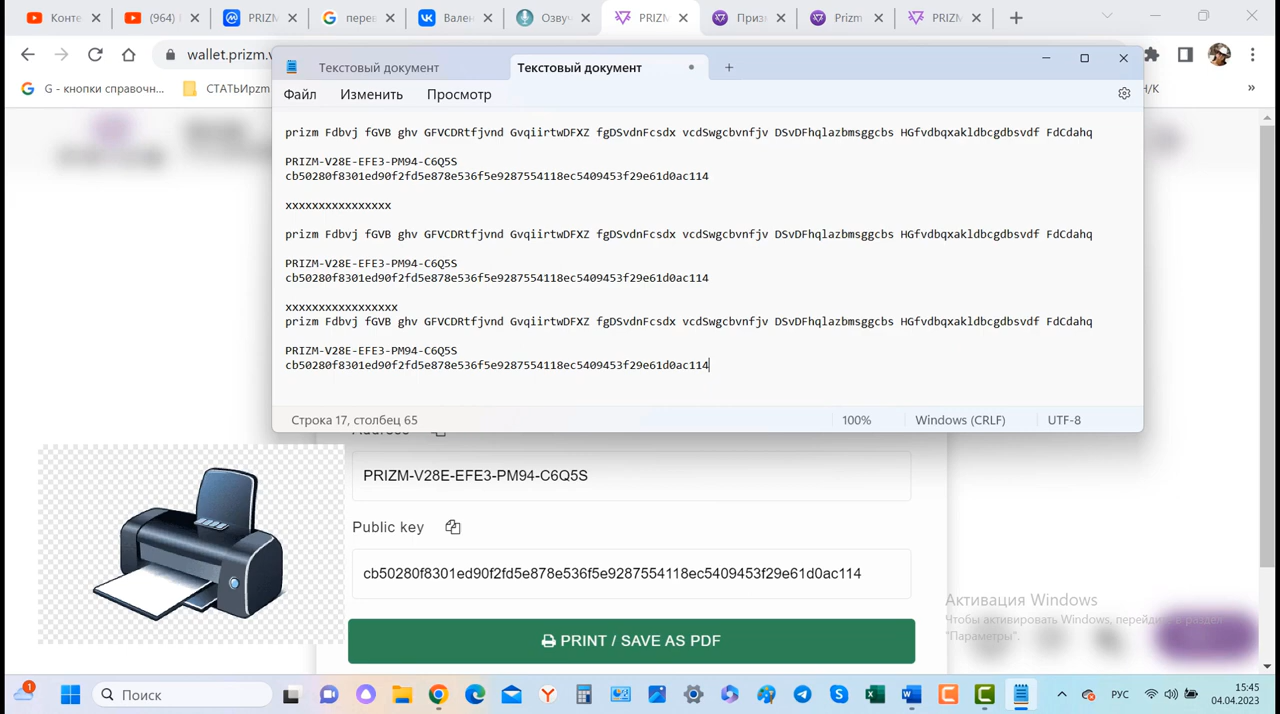 Конте
(964)
PRIZM
перев
Вален
Озвуч
PRIZM
Призм
Prizm
PRIZM
wallet.prizm.v
G - кнопки справочн...
СТАТЬИpzm
Н/К
»
Текстовый документ
Текстовый документ
Файл Изменить Просмотр
prizm Fdbvj fGVB ghv GFVCDRtfjvnd GvqiirtwDFXZ fgDSvdnFcsdx vcdSwgcbvnfjv DSvDFhqlazbmsggcbs HGfvdbqxakldbcgdbsvdf FdCdahq
PRIZM-V28E-EFE3-PM94-C6Q5S
cb50280f8301ed90f2fd5e878e536f5e9287554118ec5409453f29e61d0ac114
xxxxxxxxxxxxxxxx
prizm Fdbvj fGVB ghv GFVCDRtfjvnd GvqiirtwDFXZ fgDSvdnFcsdx vcdSwgcbvnfjv DSvDFhqlazbmsggcbs HGfvdbqxakldbcgdbsvdf FdCdahq
PRIZM-V28E-EFE3-PM94-C6Q5S
cb50280f8301ed90f2fd5e878e536f5e9287554118ec5409453f29e61d0ac114
xxxxxxxxxxxxxxxxx
prizm Fdbvj fGVB ghv GFVCDRtfjvnd GvqiirtwDFXZ fgDSvdnFcsdx vcdSwgcbvnfjv DSvDFhqlazbmsggcbs HGfvdbqxakldbcgdbsvdf FdCdahq
PRIZM-V28E-EFE3-PM94-C6Q5S
cb50280f8301ed90f2fd5e878e536f5e9287554118ec5409453f29e61d0ac114
Строка 17, столбец 65 100% Windows (CRLF) UTF-8
PRIZM-V28E-EFE3-PM94-C6Q5S
Public key
cb50280f8301ed90f2fd5e878e536f5e9287554118ec5409453f29e61d0ac114
PRINT / SAVE AS PDF
Активация Windows
Чтобы активировать Windows, перейдите в раздел
"Параметры".
1
Поиск
РУС
15:45
04.04.2023